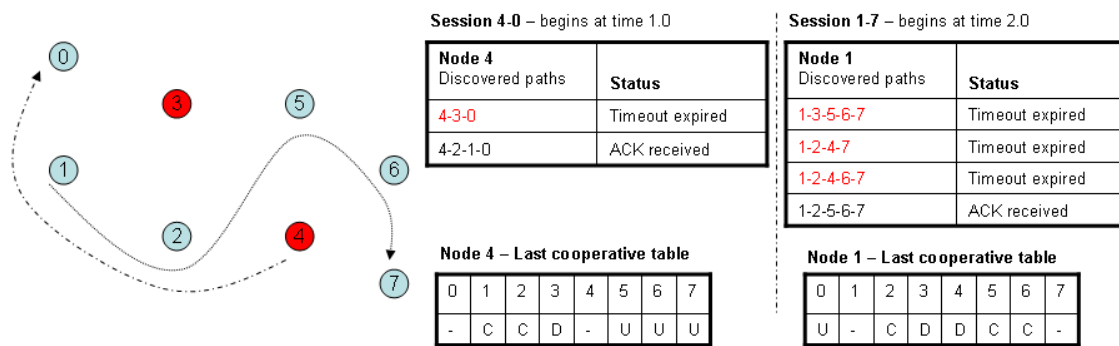 0
3
5
1
6
2
4
7
Session 4-0 – begins at time 1.0
Node 4
Discovered paths
Status
4-3-0 Timeout expired
4-2-1-0 ACK received
Node 4 – Last cooperative table
0 1 2 3 4 5 6 7
- C C D - U U U
Session 1-7 – begins at time 2.0
Node 1
Discovered paths
Status
1-3-5-6-7 Timeout expired
1-2-4-7 Timeout expired
1-2-4-6-7 Timeout expired
1-2-5-6-7 ACK received
Node 1 – Last cooperative table
0 1 2 3 4 5 6 7
U - C D D C C -